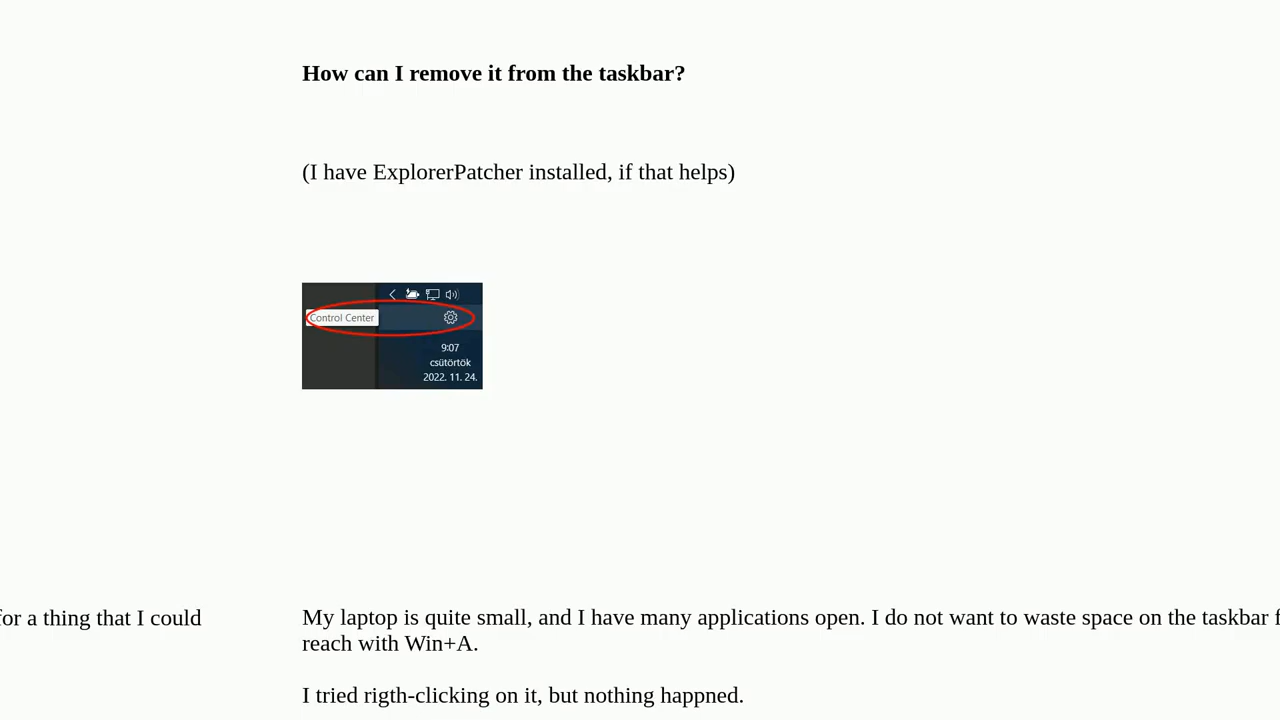 How can I remove it from the taskbar?
(I have ExplorerPatcher installed, if that helps)
Control Center
9:07
csütörtök
2022. 11. 24.
for a thing that I could
My laptop is quite small, and I have many applications open. I do not want to waste space on the taskbar f
reach with Win+A.
I tried rigth-clicking on it, but nothing happned.